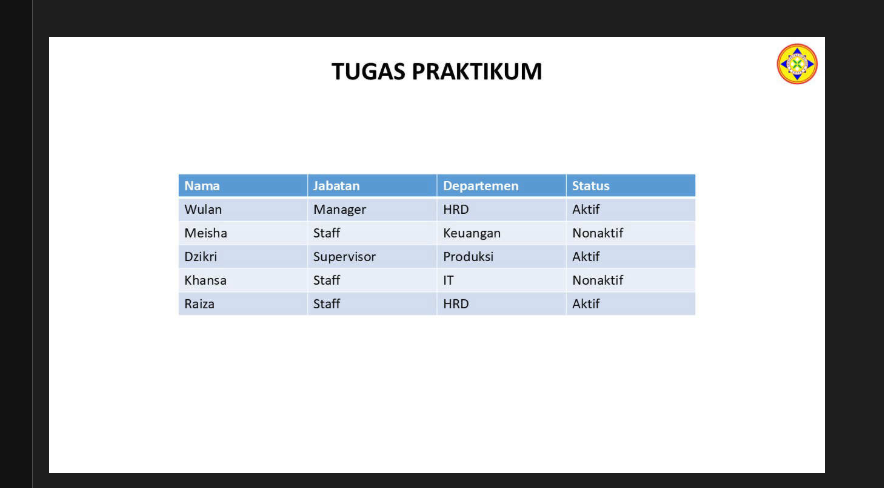 TUGAS PRAKTIKUM
Nama Jabatan Departemen Status
Wulan Manager HRD Aktif
Meisha Staff Keuangan Nonaktif
Dzikri Supervisor Produksi Aktif
Khansa Staff IT Nonaktif
Raiza Staff HRD Aktif